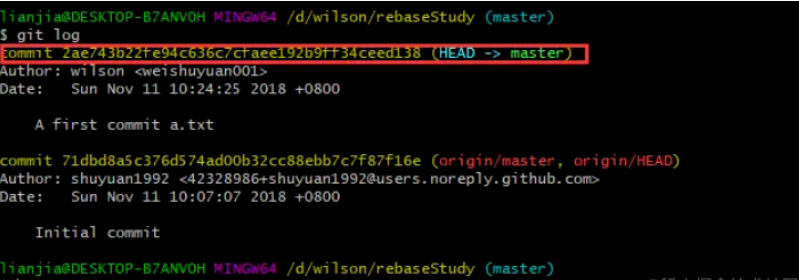 lianjia@DESKTOP-B7ANVOH MINGW64 /d/wilson/rebaseStudy (master)
$ git log
commit 2ae743b22fe94c636c7cfaee192b9ff34ceed138 (HEAD -> master)
Author: wilson <weishuyuan001>
Date:   Sun Nov 11 10:24:25 2018 +0800
A first commit a.txt
commit 71dbd8a5c376d574ad00b32cc88ebb7c7f87f16e (origin/master, origin/HEAD)
Author: shuyuan1992 <42328986+shuyuan1992@users.noreply.github.com>
Date:   Sun Nov 11 10:07:07 2018 +0800
Initial commit
lianjia@DESKTOP-B7ANVOH MINGW64 /d/wilson/rebaseStudy (master)